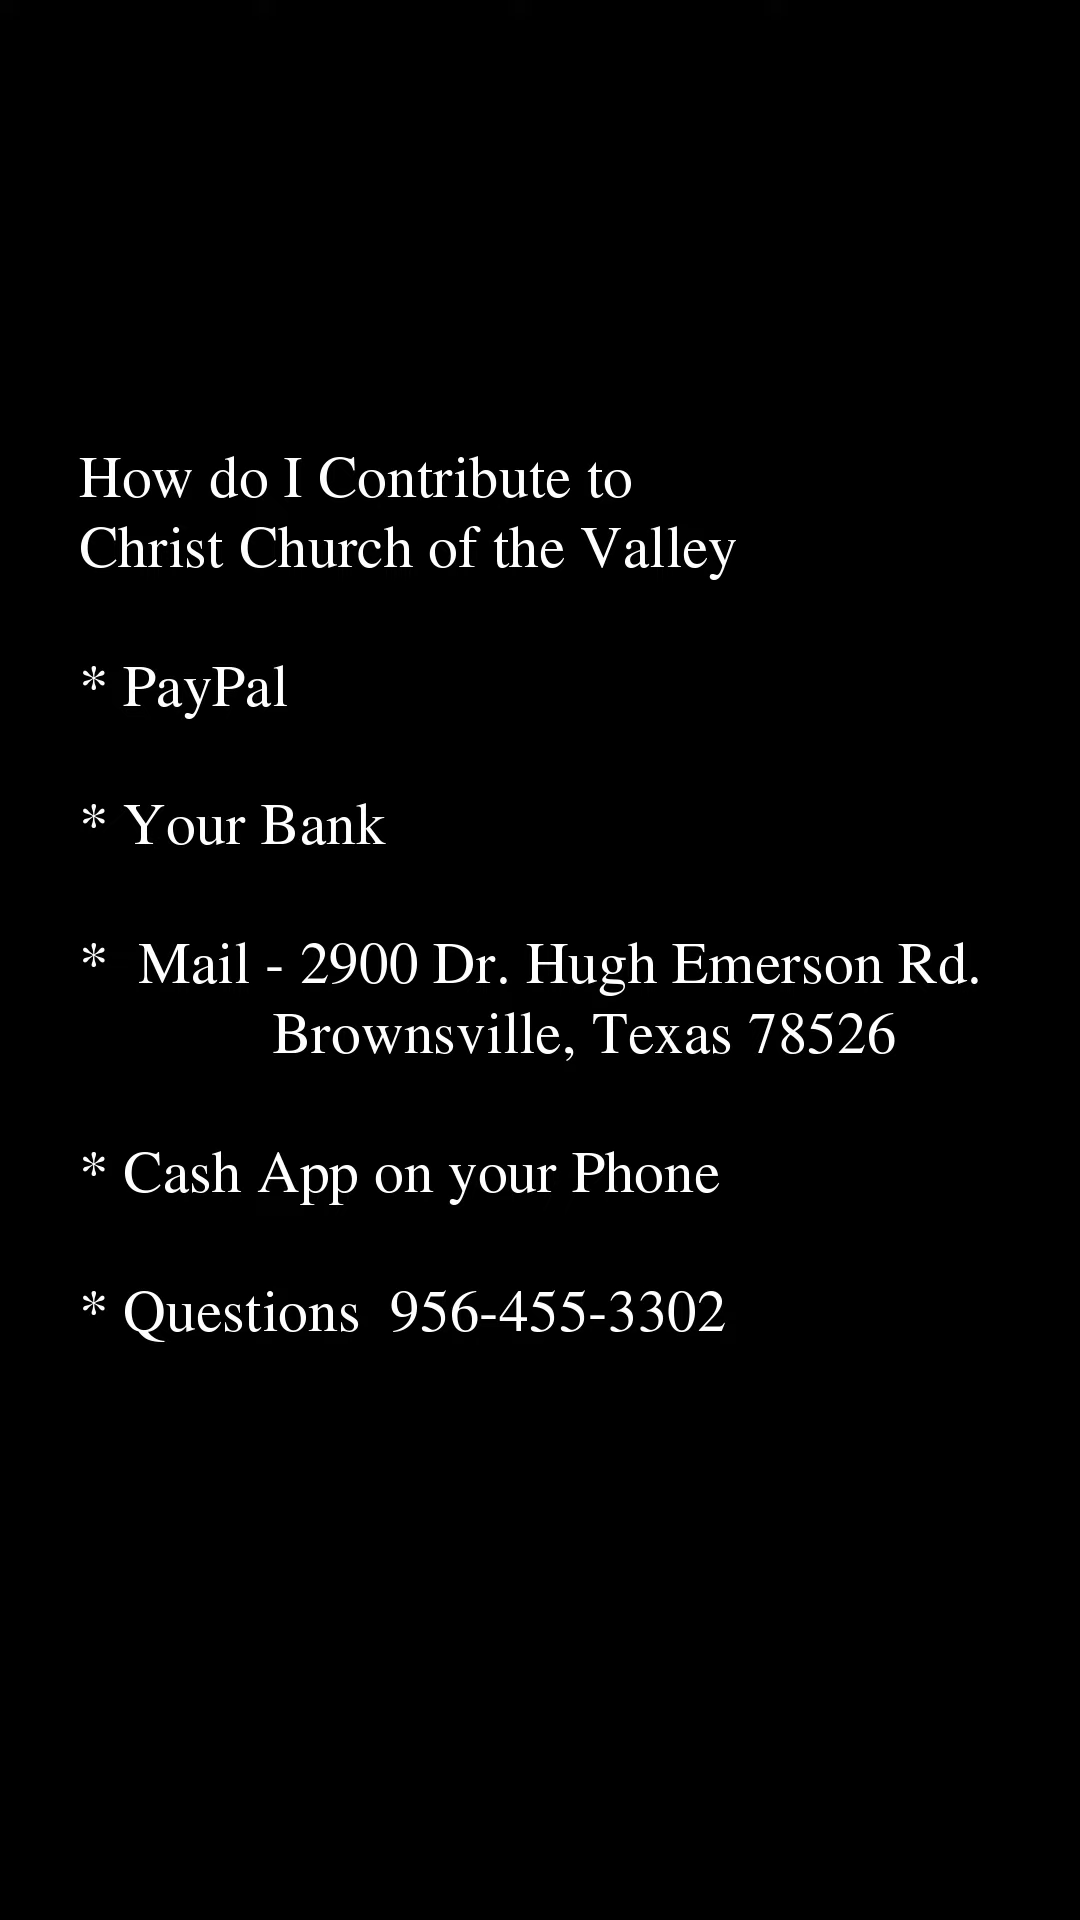 How do I Contribute to
Christ Church of the Valley
* PayPal
* Your Bank
*  Mail - 2900 Dr. Hugh Emerson Rd.
Brownsville, Texas 78526
* Cash App on your Phone
* Questions  956-455-3302